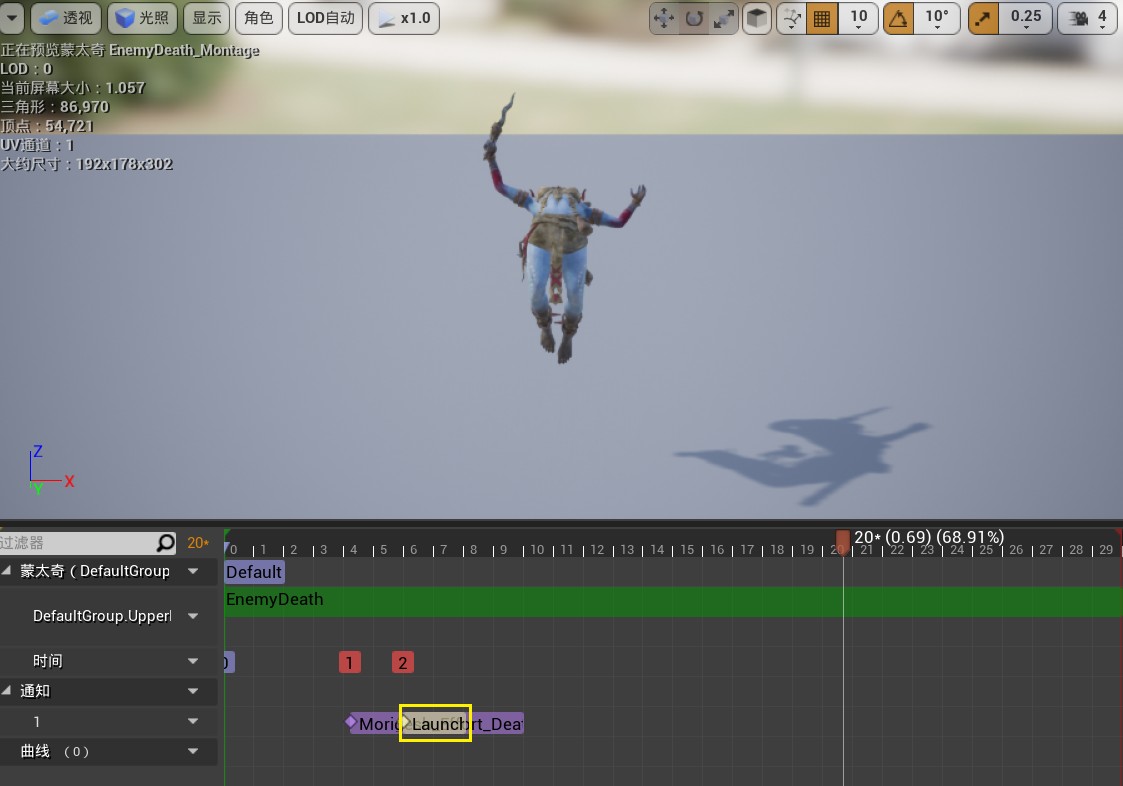 透视 光照 显示 角色 LOD自动 x1.0 10 10° 0.25 4
正在预览蒙太奇 EnemyDeath_Montage
LOD：0
当前屏幕大小：1.057
三角形：86,970
顶点：54,721
UV通道：1
大约尺寸：192x178x302
Z
X
Y
过滤器 20*
20* (0.69) (68.91%)
0 1 2 3 4 5 6 7 8 9 10 11 12 13 14 15 16 17 18 19 20 21 22 23 24 25 26 27 28 29
蒙太奇（DefaultGroup Default
EnemyDeath
DefaultGroup.Upper
时间 1 2
通知
1 Launch
曲线 （0）